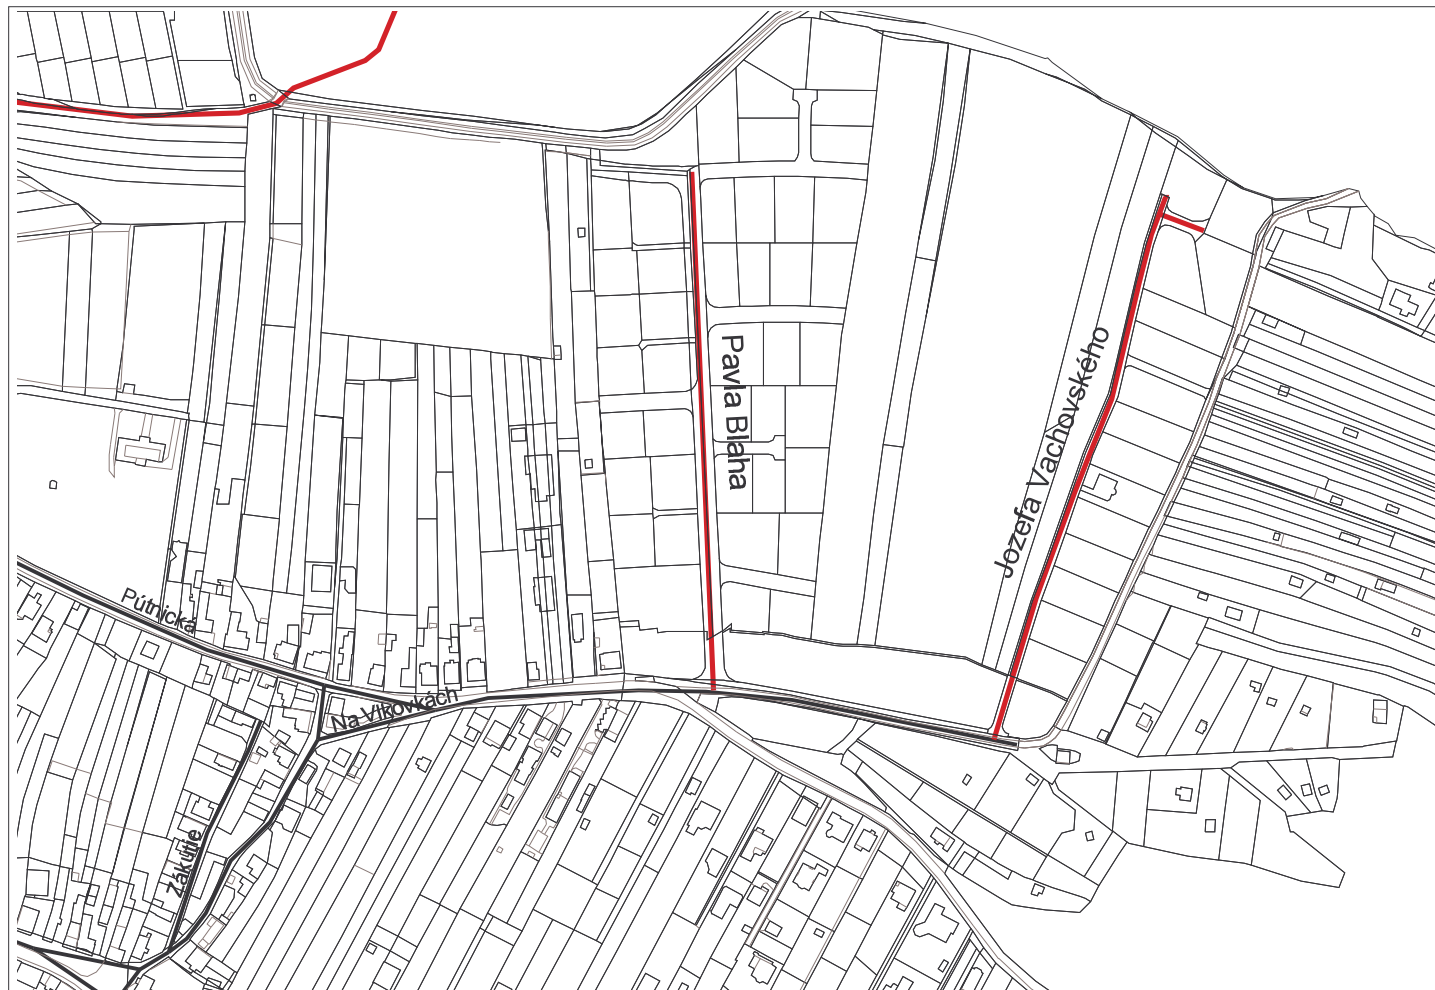 Pavla Blaha
Jozefa Vachovského
Pútnická
Na Vlkovkách
Zákutie